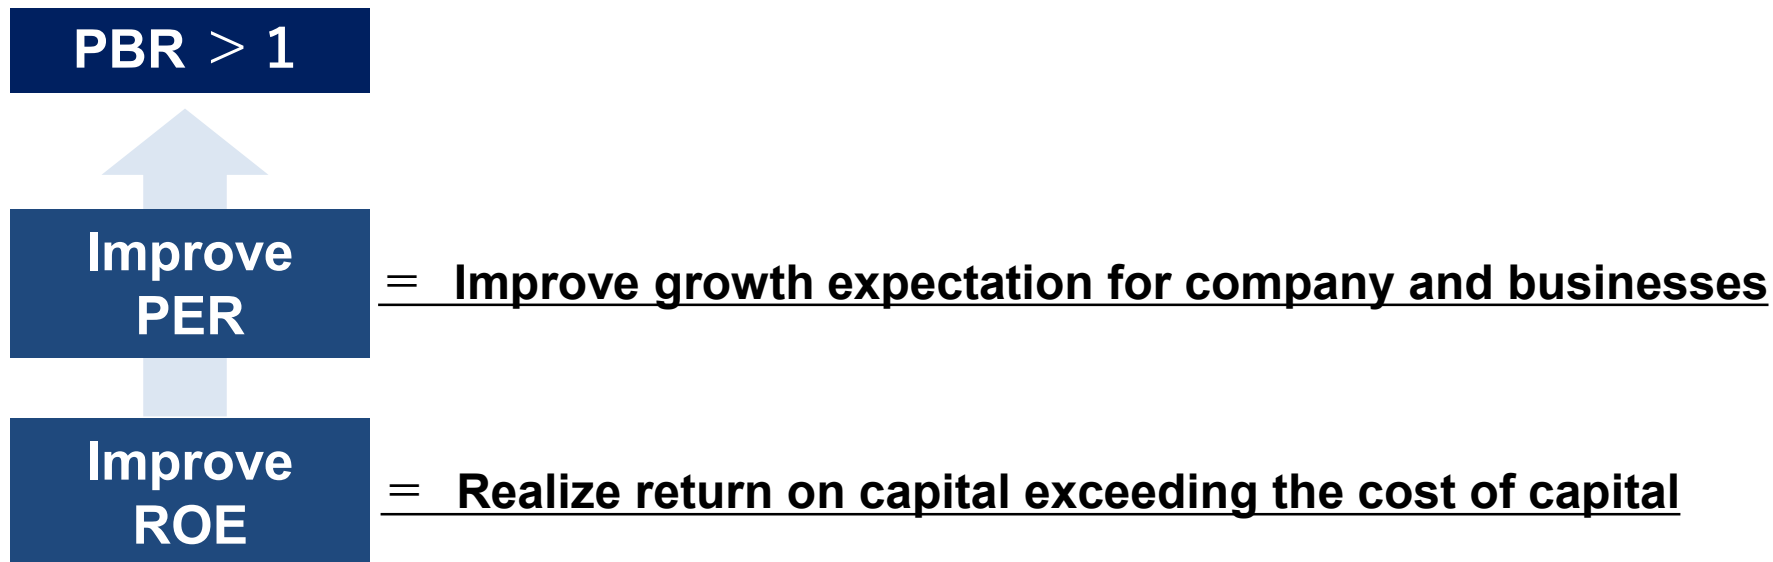 PBR > 1
Improve
PER
= Improve growth expectation for company and businesses
Improve
ROE
= Realize return on capital exceeding the cost of capital